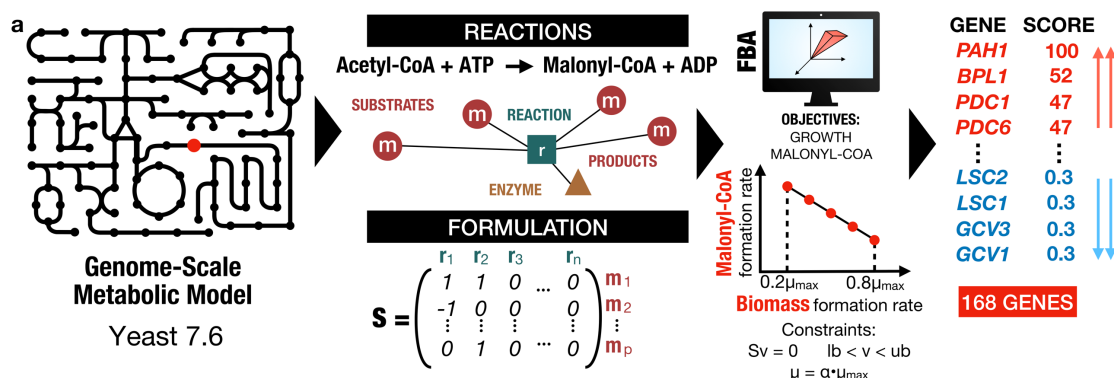 a
Genome-Scale
Metabolic Model
Yeast 7.6
REACTIONS
Acetyl-CoA + ATP → Malonyl-CoA + ADP
SUBSTRATES
REACTION
PRODUCTS
ENZYME
m
m
m
m
r
FORMULATION
r1 r2 r3 rn
S =
1 1 0 ... 0 m1
-1 0 0 0 m2
⋮ ⋮ ⋮ ⋮ ⋮
0 1 0 ... 0 mp
FBA
OBJECTIVES:
GROWTH
MALONYL-COA
Malonyl-CoA
formation rate
0.2μmax 0.8μmax
Biomass formation rate
Constraints:
Sv = 0 lb < v < ub
μ = α•μmax
GENE SCORE
PAH1 100
BPL1 52
PDC1 47
PDC6 47
⋮ ⋮
LSC2 0.3
LSC1 0.3
GCV3 0.3
GCV1 0.3
168 GENES